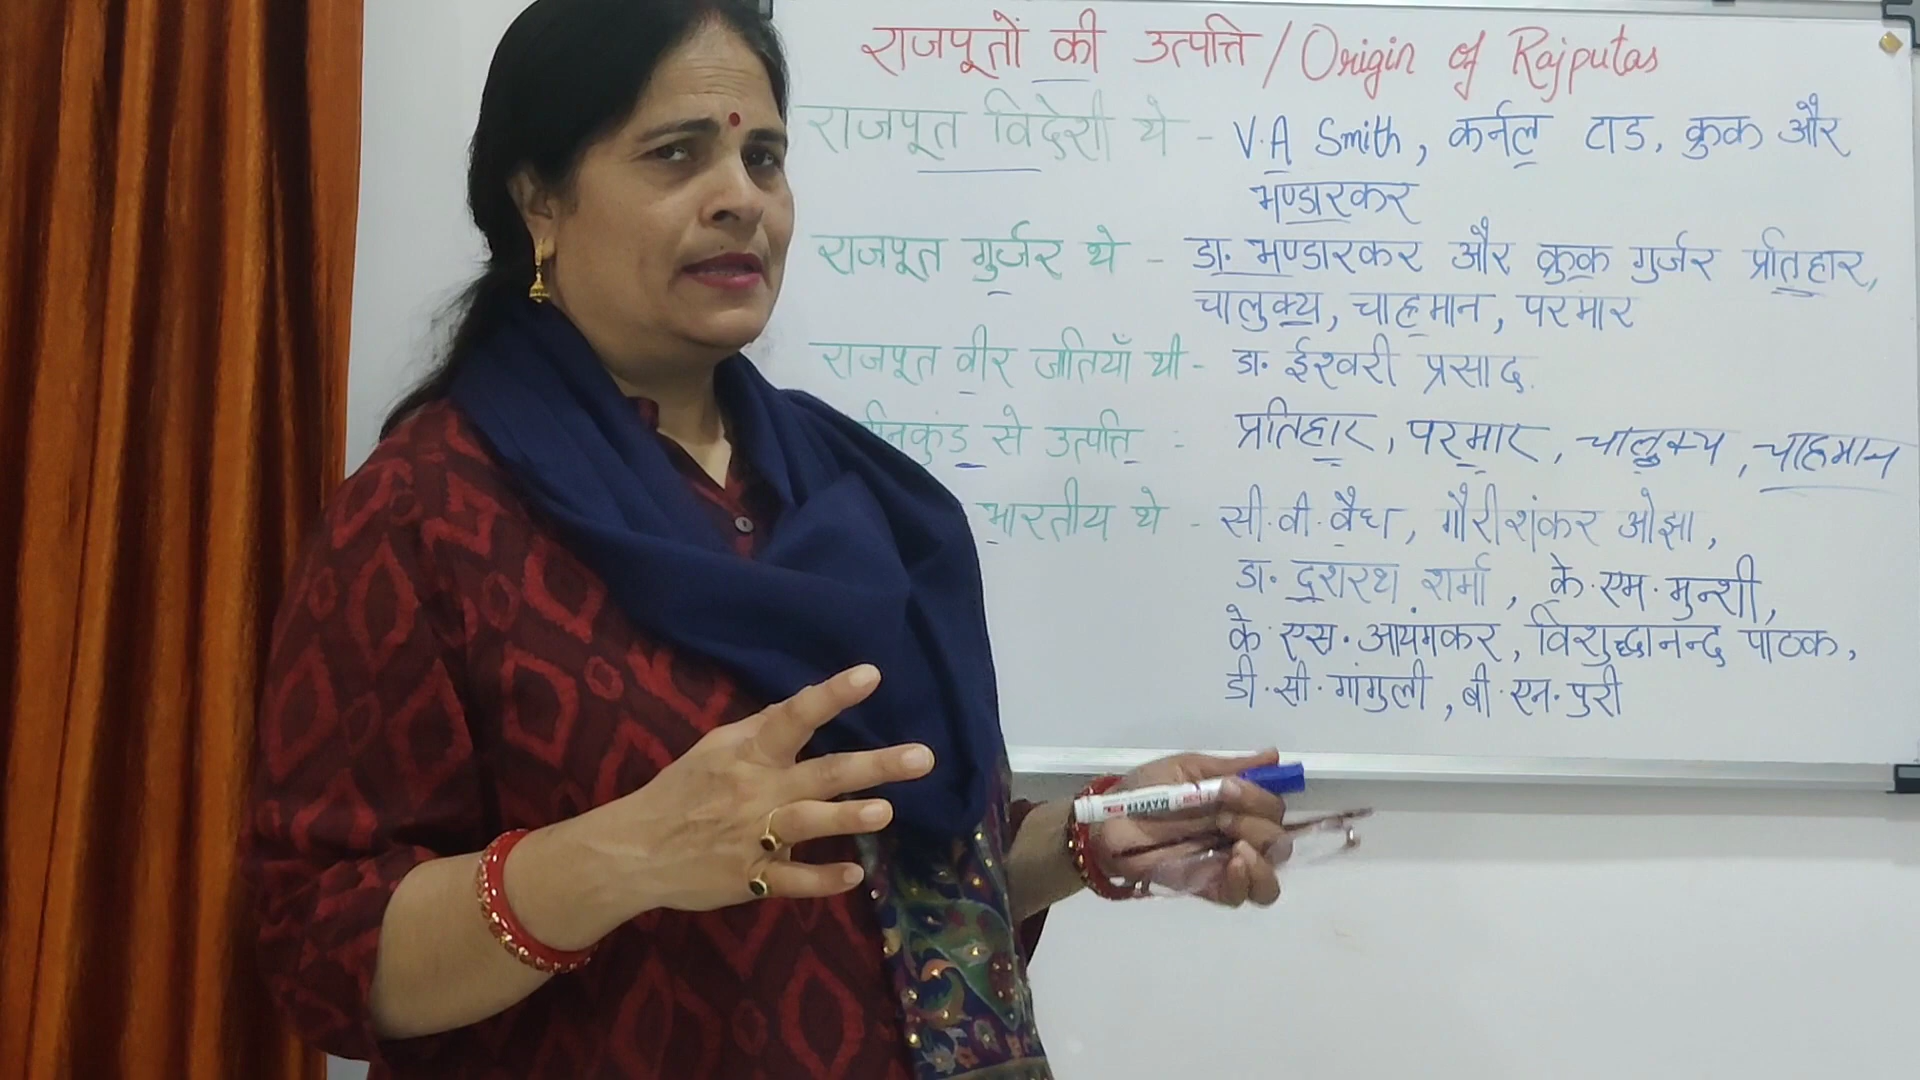 राजपूतों की उत्पत्ति / Origin of Rajputas
राजपूत विदेशी थे - V.A Smith, कर्नल टाड, क्रुक और
भण्डारकर
राजपूत गुर्जर थे - डा. भण्डारकर और क्रुक गुर्जर प्रतिहार,
चालुक्य, चाहमान, परमार
राजपूत वीर जातियाँ थी - डा. ईश्वरी प्रसाद.
से उत्पत्ति : प्रतिहार, परमार, चालुक्य, चाहमान
भारतीय थे - सी.वी. वैद्य, गौरीशंकर ओझा,
डा. दशरथ शर्मा, के.एम. मुन्शी,
के.एस. आयंगकर, विशुद्धानन्द पाठक,
डी.सी. गांगुली, बी.एन. पुरी
MARKER